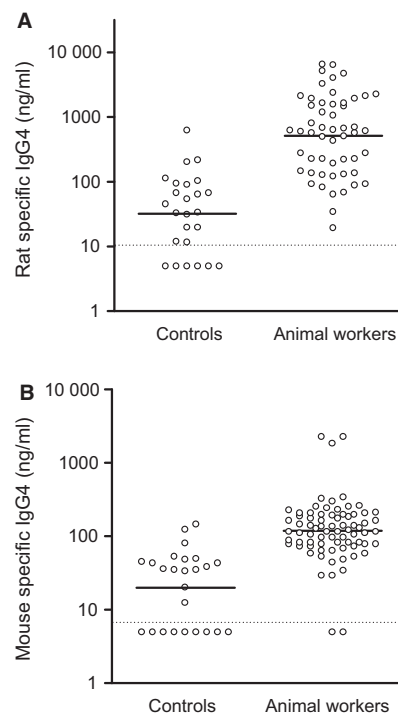 A
Rat specific IgG4 (ng/ml)
10 000
1000
100
10
1
Controls Animal workers
B
Mouse specific IgG4 (ng/ml)
10 000
1000
100
10
1
Controls Animal workers